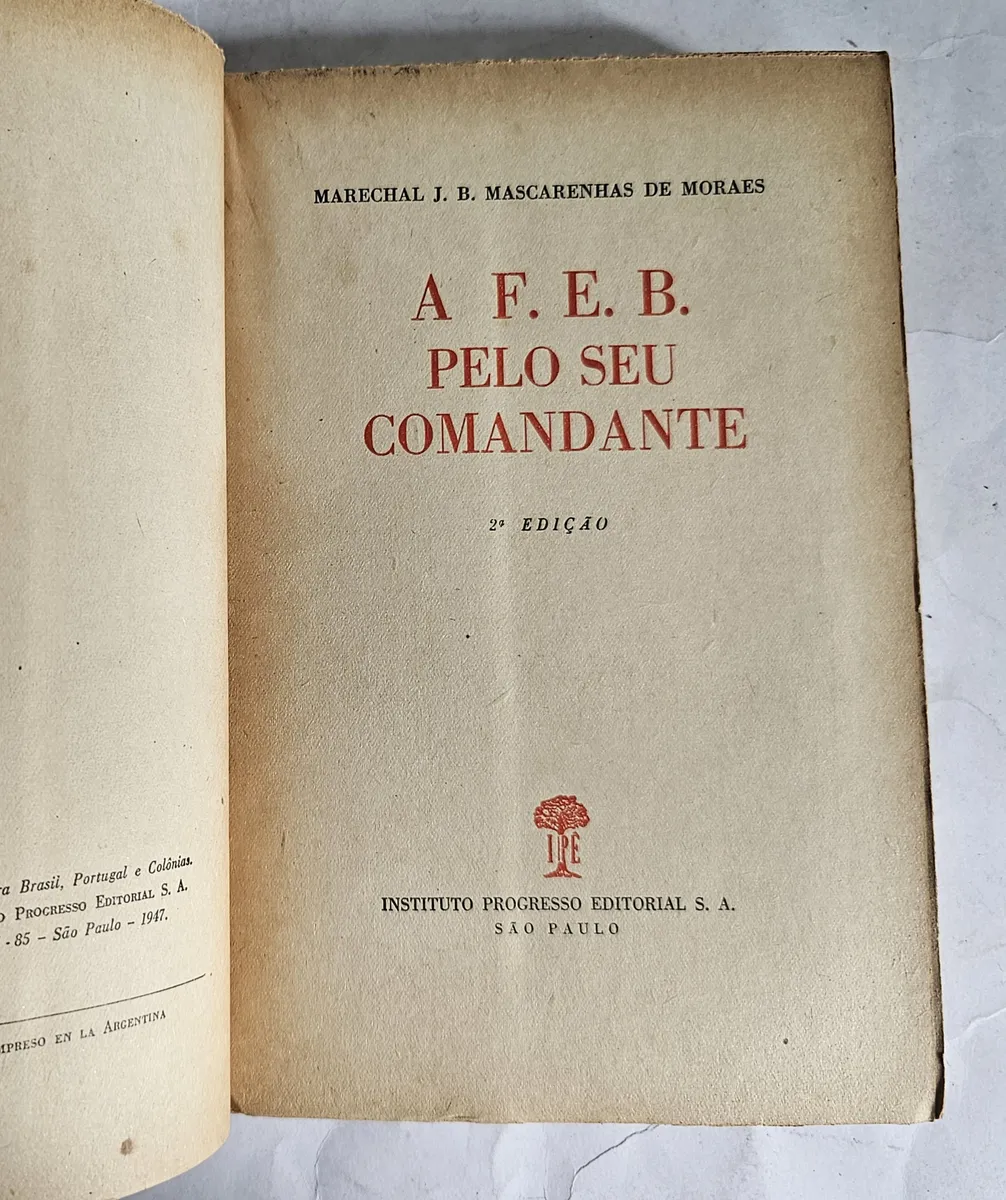 Brasil, Portugal e Colônias.
PROGRESSO EDITORIAL S. A.
- 85 – São Paulo – 1947.
EN LA ARGENTINA
MARECHAL J. B. MASCARENHAS DE MORAES
A F. E. B.
PELO SEU
COMANDANTE
2ª EDIÇÃO
IPÊ
INSTITUTO PROGRESSO EDITORIAL S. A.
SÃO PAULO